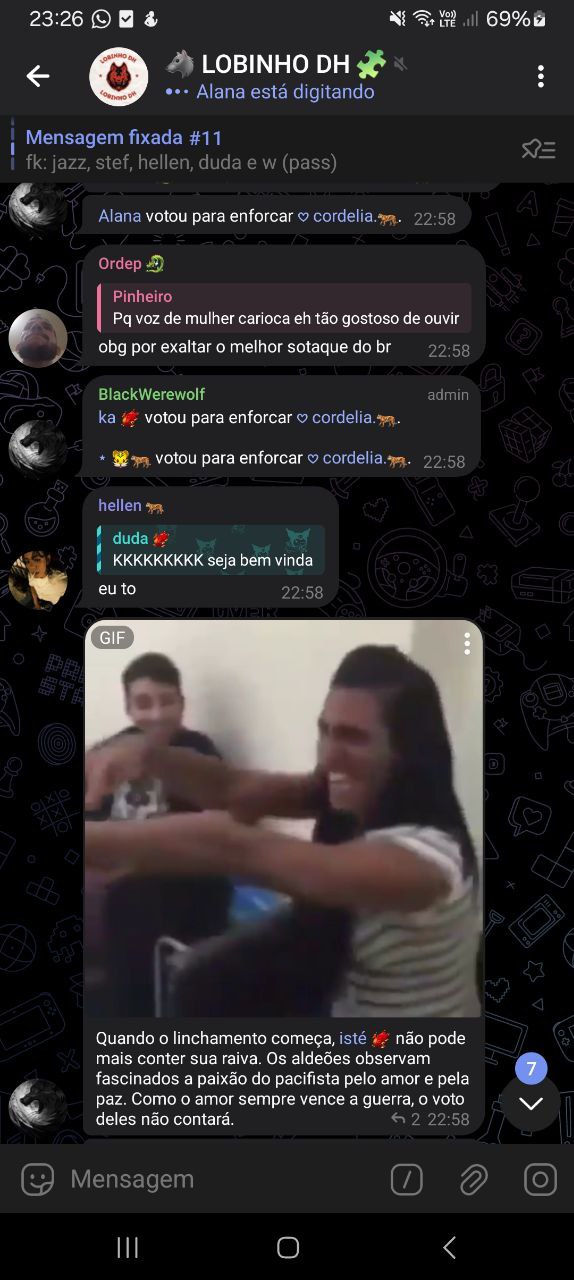 23:26
Vo))
LTE
69%
LOBINHO DH
LOBINHO DH
🐺 LOBINHO DH 🧩
Alana está digitando
Mensagem fixada #11
fk: jazz, stef, hellen, duda e w (pass)
Alana votou para enforcar ♡ cordelia.🐅. 22:58
Ordep 🐉
Pinheiro
Pq voz de mulher carioca eh tão gostoso de ouvir
obg por exaltar o melhor sotaque do br 22:58
BlackWerewolf admin
ka votou para enforcar ♡ cordelia.🐅.
⋆ 🐯🐅 votou para enforcar ♡ cordelia.🐅. 22:58
hellen 🐅
duda
KKKKKKKKK seja bem vinda
eu to 22:58
GIF
Quando o linchamento começa, isté não pode
mais conter sua raiva. Os aldeões observam
fascinados a paixão do pacifista pelo amor e pela
paz. Como o amor sempre vence a guerra, o voto
deles não contará. 2 22:58
7
Mensagem